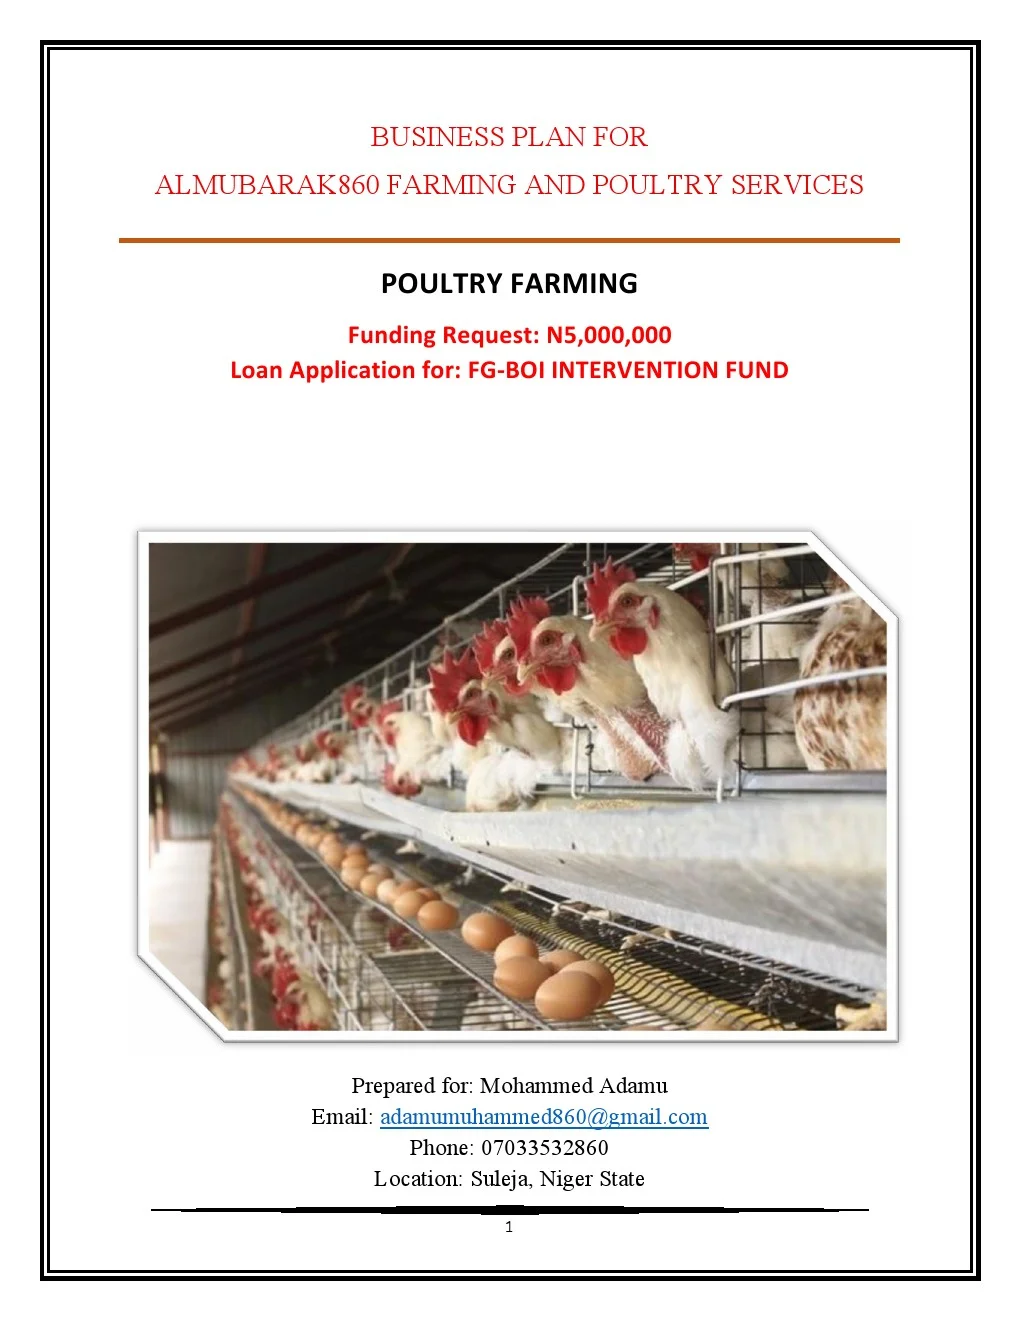 BUSINESS PLAN FOR
ALMUBARAK860 FARMING AND POULTRY SERVICES
POULTRY FARMING
Funding Request: N5,000,000
Loan Application for: FG-BOI INTERVENTION FUND
Prepared for: Mohammed Adamu
Email: adamumuhammed860@gmail.com
Phone: 07033532860
Location: Suleja, Niger State
1